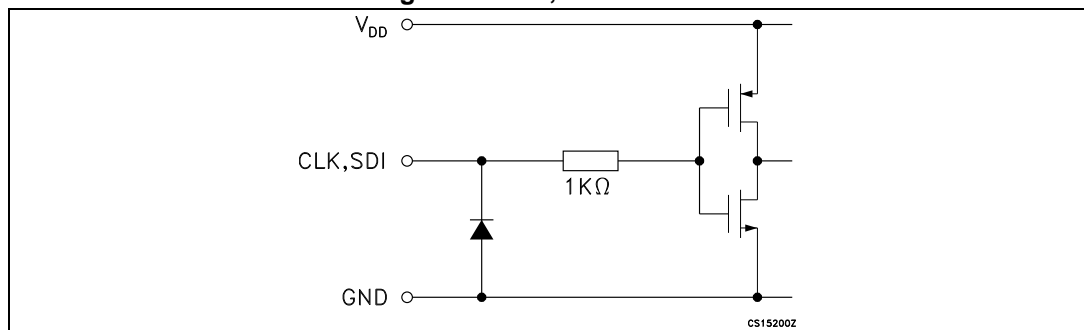 V_DD
CLK,SDI
1KΩ
GND
CS15200Z